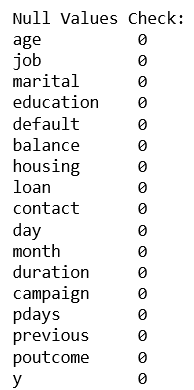 Null Values Check:
age 0
job 0
marital 0
education 0
default 0
balance 0
housing 0
loan 0
contact 0
day 0
month 0
duration 0
campaign 0
pdays 0
previous 0
poutcome 0
y 0